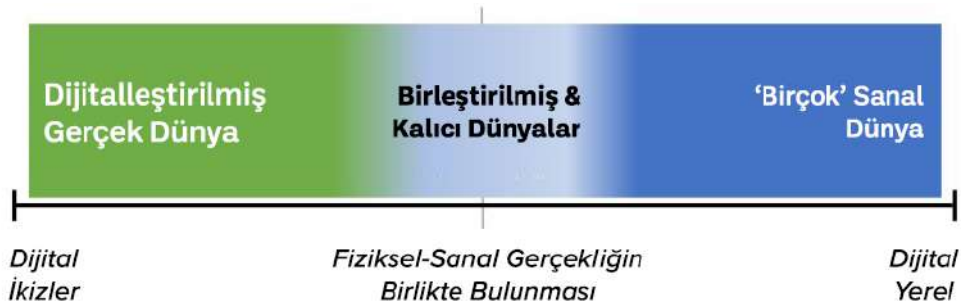 Dijitalleştirilmiş
Gerçek Dünya
Birleştirilmiş &
Kalıcı Dünyalar
‘Birçok’ Sanal
Dünya
Dijital
İkizler
Fiziksel-Sanal Gerçekliğin
Birlikte Bulunması
Dijital
Yerel